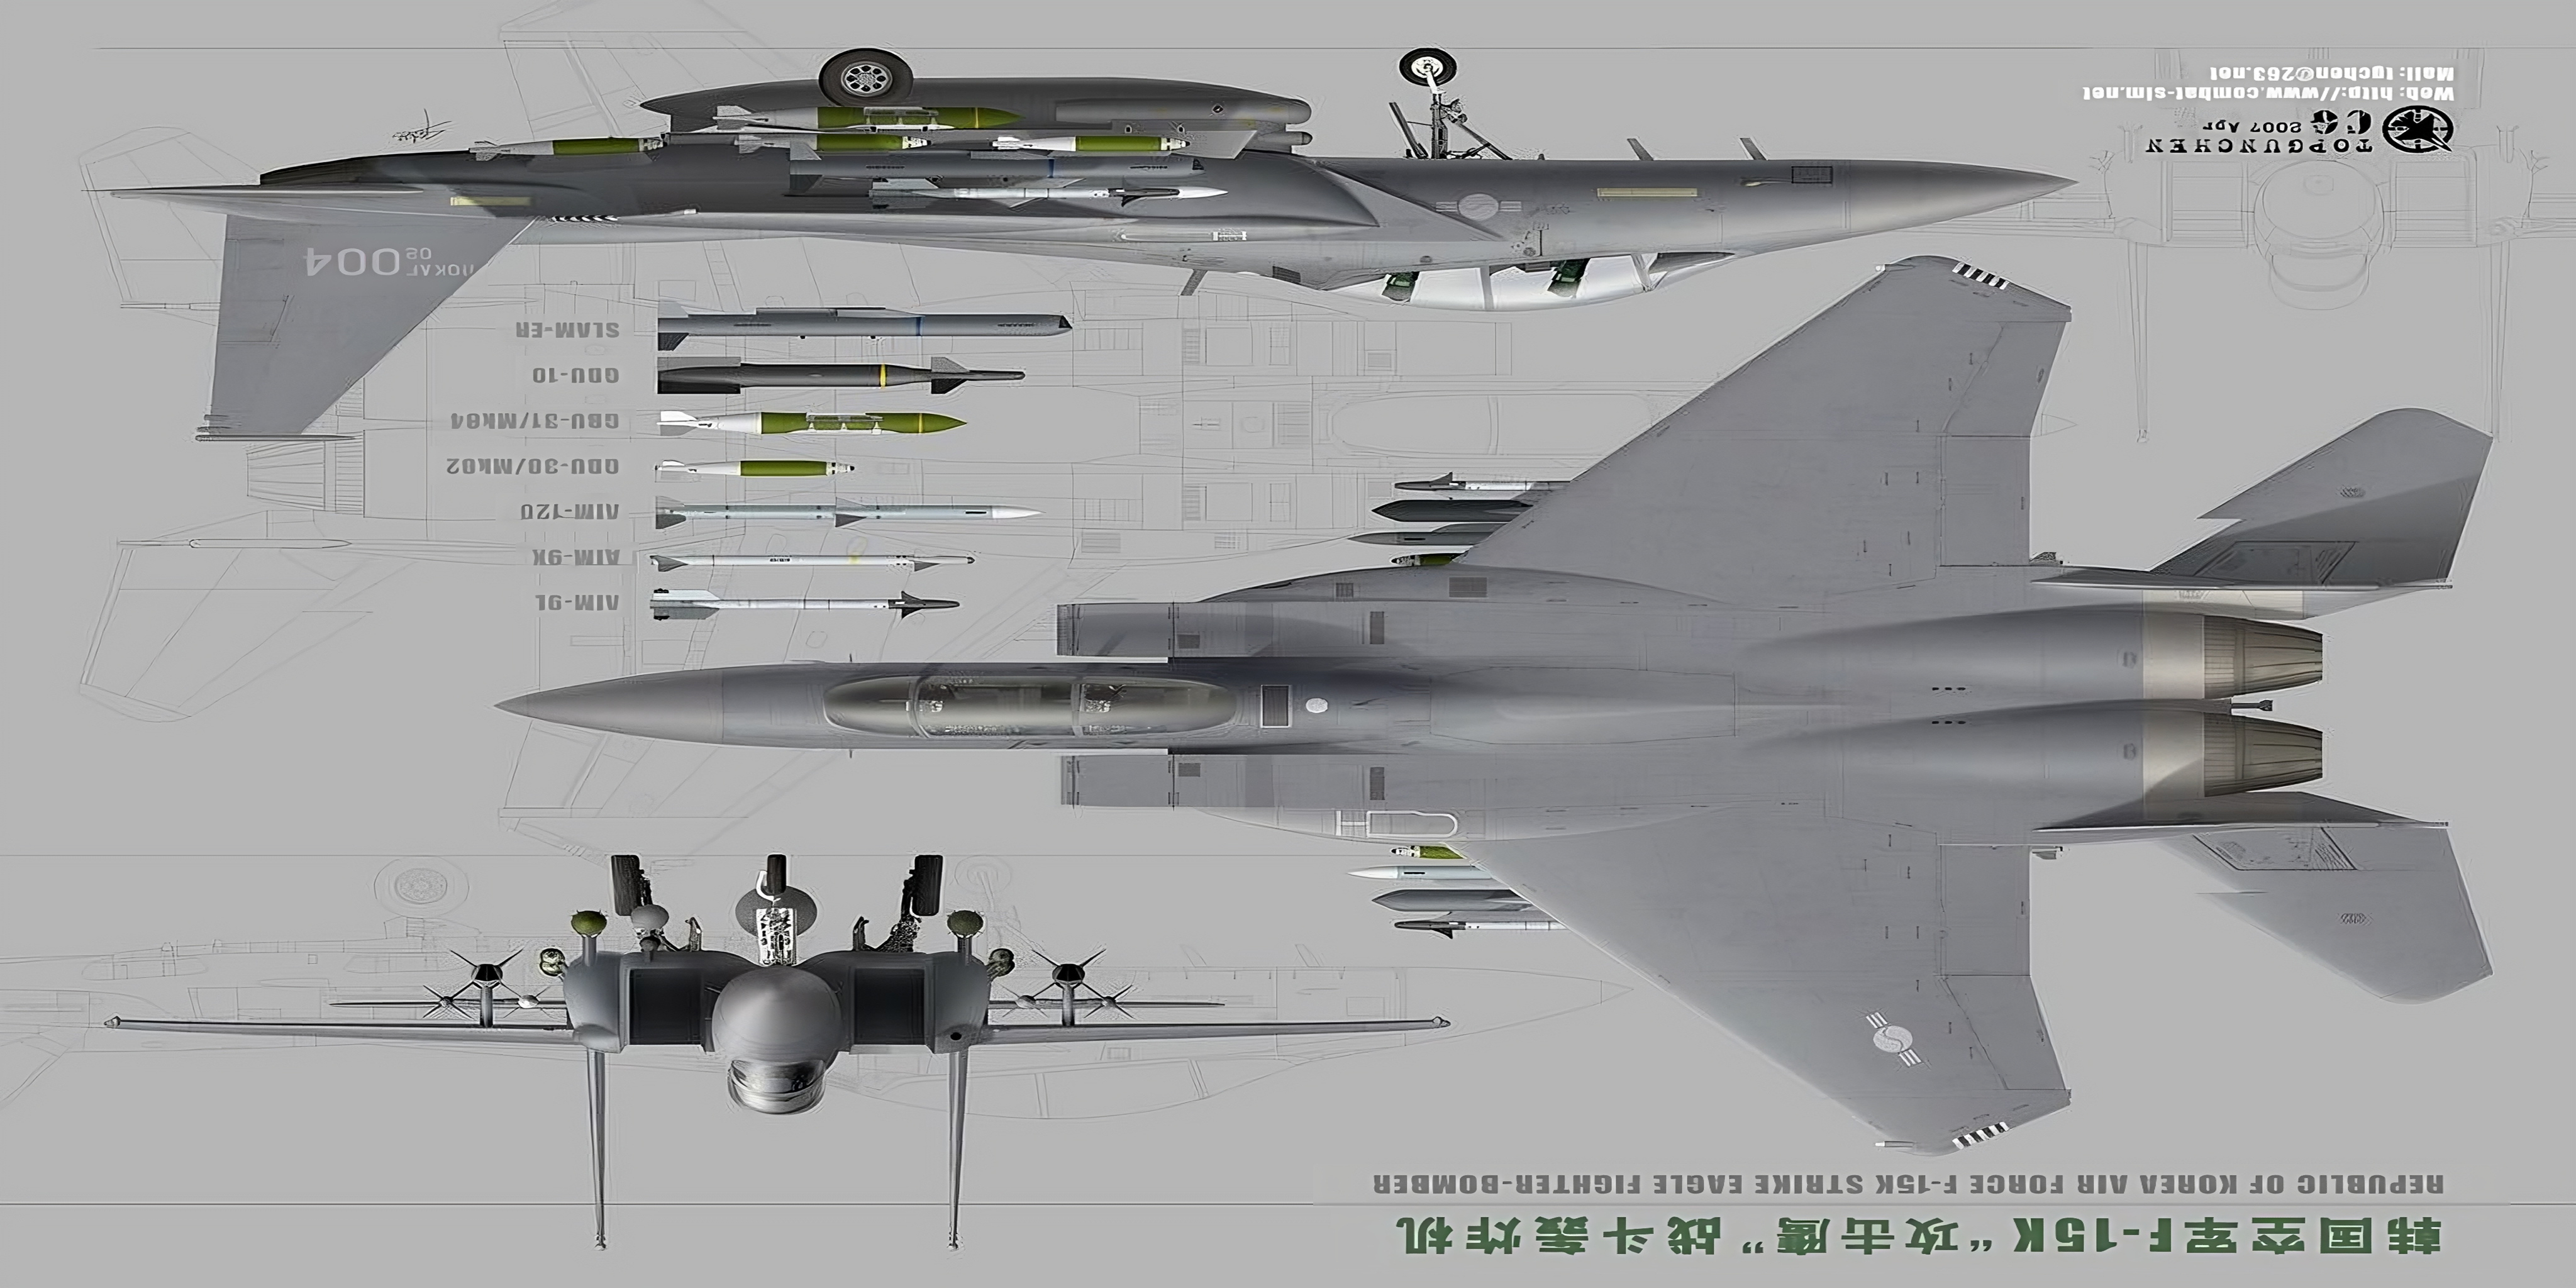 韩国空军F-15K“攻击鹰”战斗轰炸机
REPUBLIC OF KOREA AIR FORCE F-15K STRIKE EAGLE FIGHTER-BOMBER
AIM-9L
AIM-9X
AIM-120
GBU-38/Mk82
GBU-31/Mk84
GBU-10
SLAM-ER
02
004
TOPGUNCHEN
CG 2007 Apr
Web: http://www.combat-sim.net
Mail: tgchen@263.net